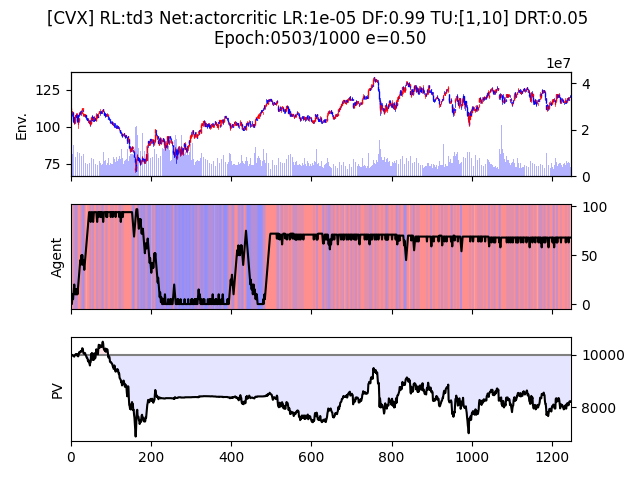 [CVX] RL:td3 Net:actorcritic LR:1e-05 DF:0.99 TU:[1,10] DRT:0.05
Epoch:0503/1000 e=0.50
1e7
125
100
75
Env.
4
2
0
Agent
100
50
0
PV
10000
8000
0 200 400 600 800 1000 1200